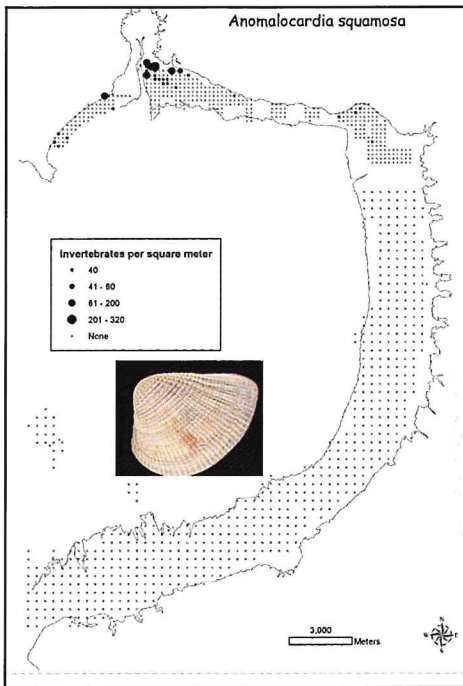 Anomalocardia squamosa
Invertebrates per square meter
40
41 - 80
81 - 200
201 - 320
None
3,000
Meters
N
W
E
S